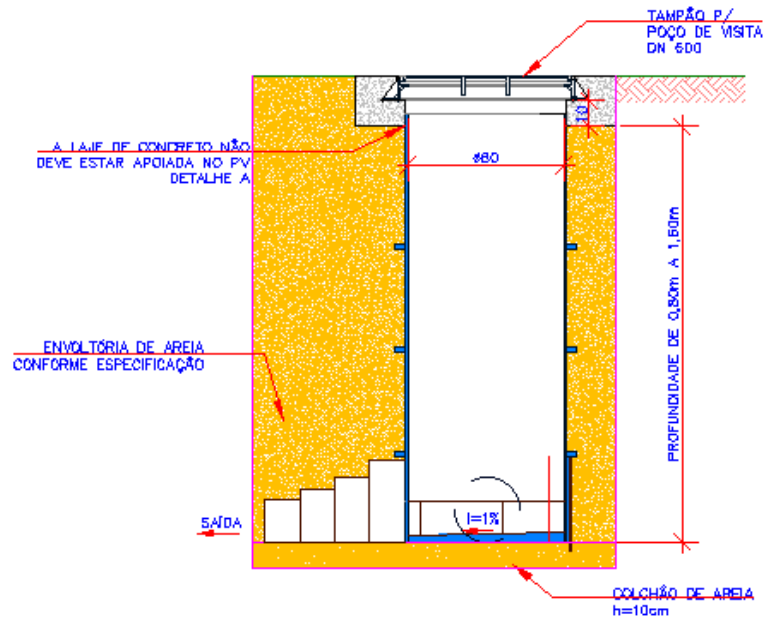 TAMPÃO P/
POÇO DE VISITA
DN 600
10
A LAJE DE CONCRETO NÃO
DEVE ESTAR APOIADA NO PV
DETALHE A
ø60
PROFUNDIDADE DE 0,80m A 1,60m
ENVOLTÓRIA DE AREIA
CONFORME ESPECIFICAÇÃO
SAÍDA
I=1%
COLCHÃO DE AREIA
h=10cm